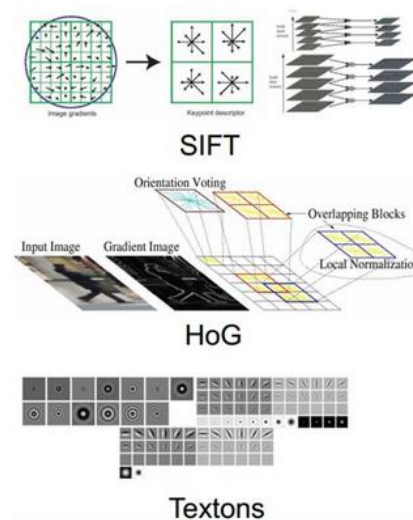 Image gradients
Keypoint descriptor
SIFT
Orientation Voting
Overlapping Blocks
Input Image
Gradient Image
Local Normalization
HoG
Textons